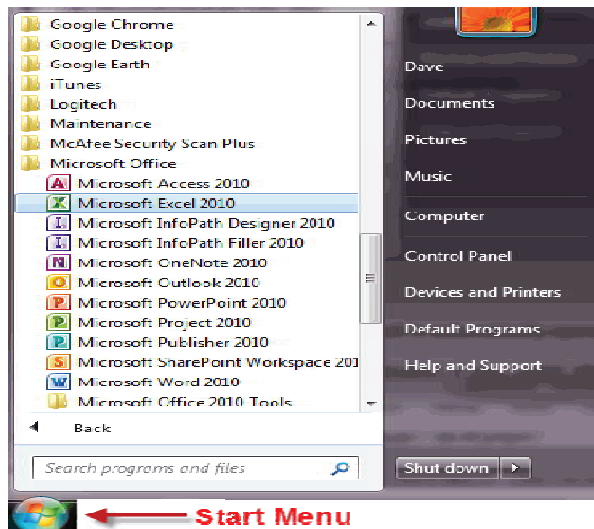 Google Chrome
Google Desktop
Google Earth
iTunes
Logitech
Maintenance
McAfee Security Scan Plus
Microsoft Office
Microsoft Access 2010
Microsoft Excel 2010
Microsoft InfoPath Designer 2010
Microsoft InfoPath Filler 2010
Microsoft OneNote 2010
Microsoft Outlook 2010
Microsoft PowerPoint 2010
Microsoft Project 2010
Microsoft Publisher 2010
Microsoft SharePoint Workspace 201
Microsoft Word 2010
Microsoft Office 2010 Tools
Back
Search programs and files
Dave
Documents
Pictures
Music
Computer
Control Panel
Devices and Printers
Default Programs
Help and Support
Shut down
Start Menu